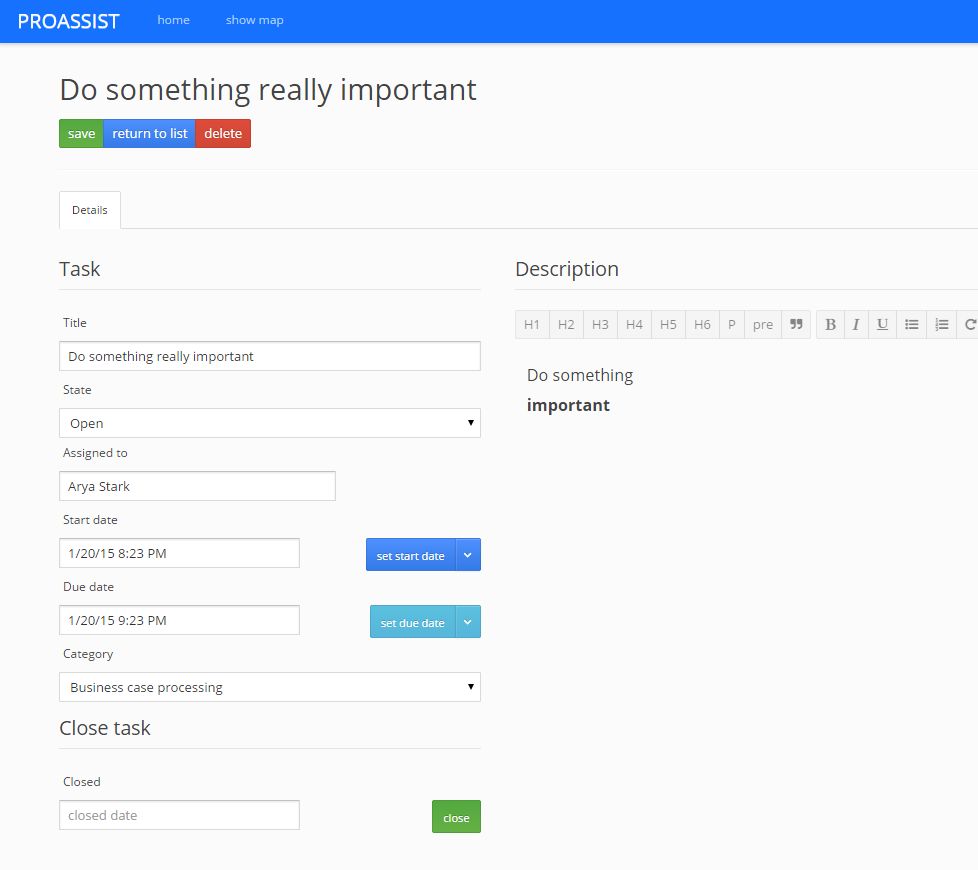 PROASSIST home show map
Do something really important
save return to list delete
Details
Task
Title
Do something really important
State
Open
Assigned to
Arya Stark
Start date
1/20/15 8:23 PM set start date
Due date
1/20/15 9:23 PM set due date
Category
Business case processing
Close task
Closed
closed date close
Description
H1 H2 H3 H4 H5 H6 P pre B I U
Do something
important